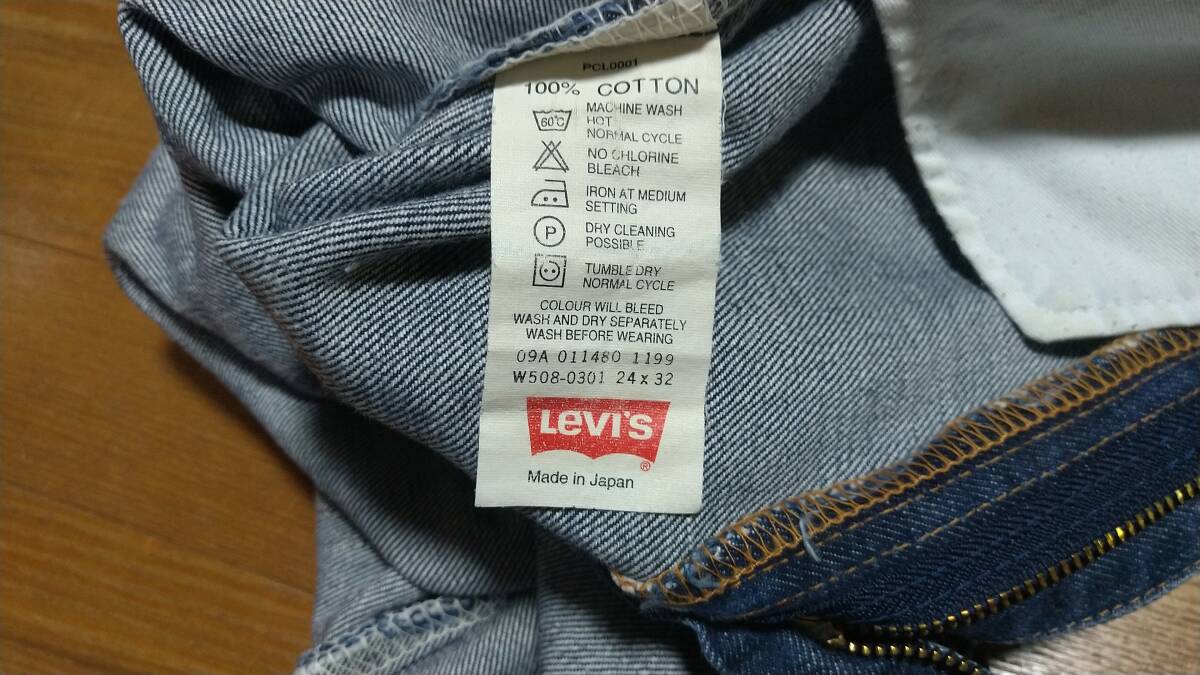 PCL0001
100% COTTON
60°C
MACHINE WASH
HOT
NORMAL CYCLE
NO CHLORINE
BLEACH
IRON AT MEDIUM
SETTING
P
DRY CLEANING
POSSIBLE
TUMBLE DRY
NORMAL CYCLE
COLOUR WILL BLEED
WASH AND DRY SEPARATELY
WASH BEFORE WEARING
09A 011480 1199
W508-0301 24x32
LEVI'S
®
Made in Japan